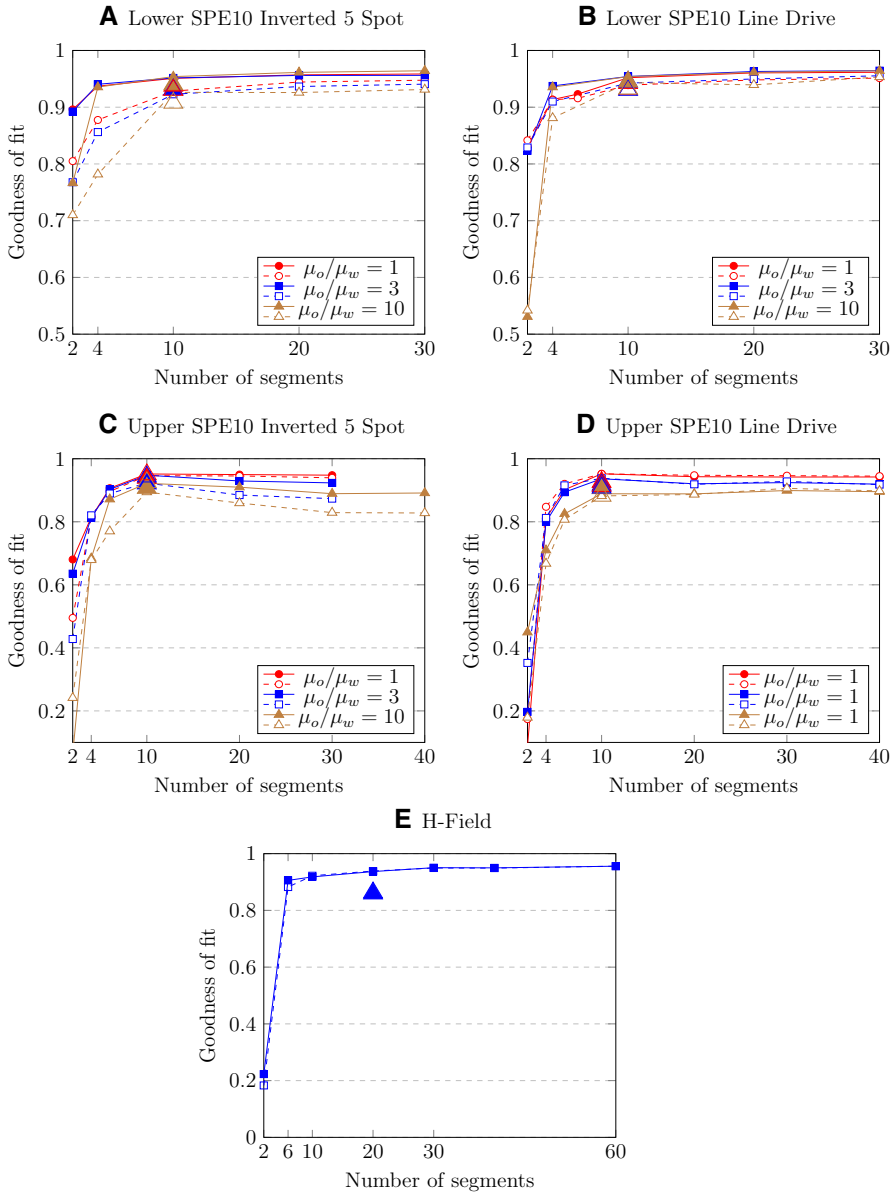 A Lower SPE10 Inverted 5 Spot
1
0.9
0.8
0.7
0.6
0.5
Goodness of fit
μo/μw = 1
μo/μw = 3
μo/μw = 10
2 4 10 20 30
Number of segments
B Lower SPE10 Line Drive
1
0.9
0.8
0.7
0.6
0.5
Goodness of fit
μo/μw = 1
μo/μw = 3
μo/μw = 10
2 4 10 20 30
Number of segments
C Upper SPE10 Inverted 5 Spot
1
0.8
0.6
0.4
0.2
Goodness of fit
μo/μw = 1
μo/μw = 3
μo/μw = 10
2 4 10 20 30 40
Number of segments
D Upper SPE10 Line Drive
1
0.8
0.6
0.4
0.2
Goodness of fit
μo/μw = 1
μo/μw = 1
μo/μw = 1
2 4 10 20 30 40
Number of segments
E H-Field
1
0.8
0.6
0.4
0.2
0
Goodness of fit
2 6 10 20 30 60
Number of segments